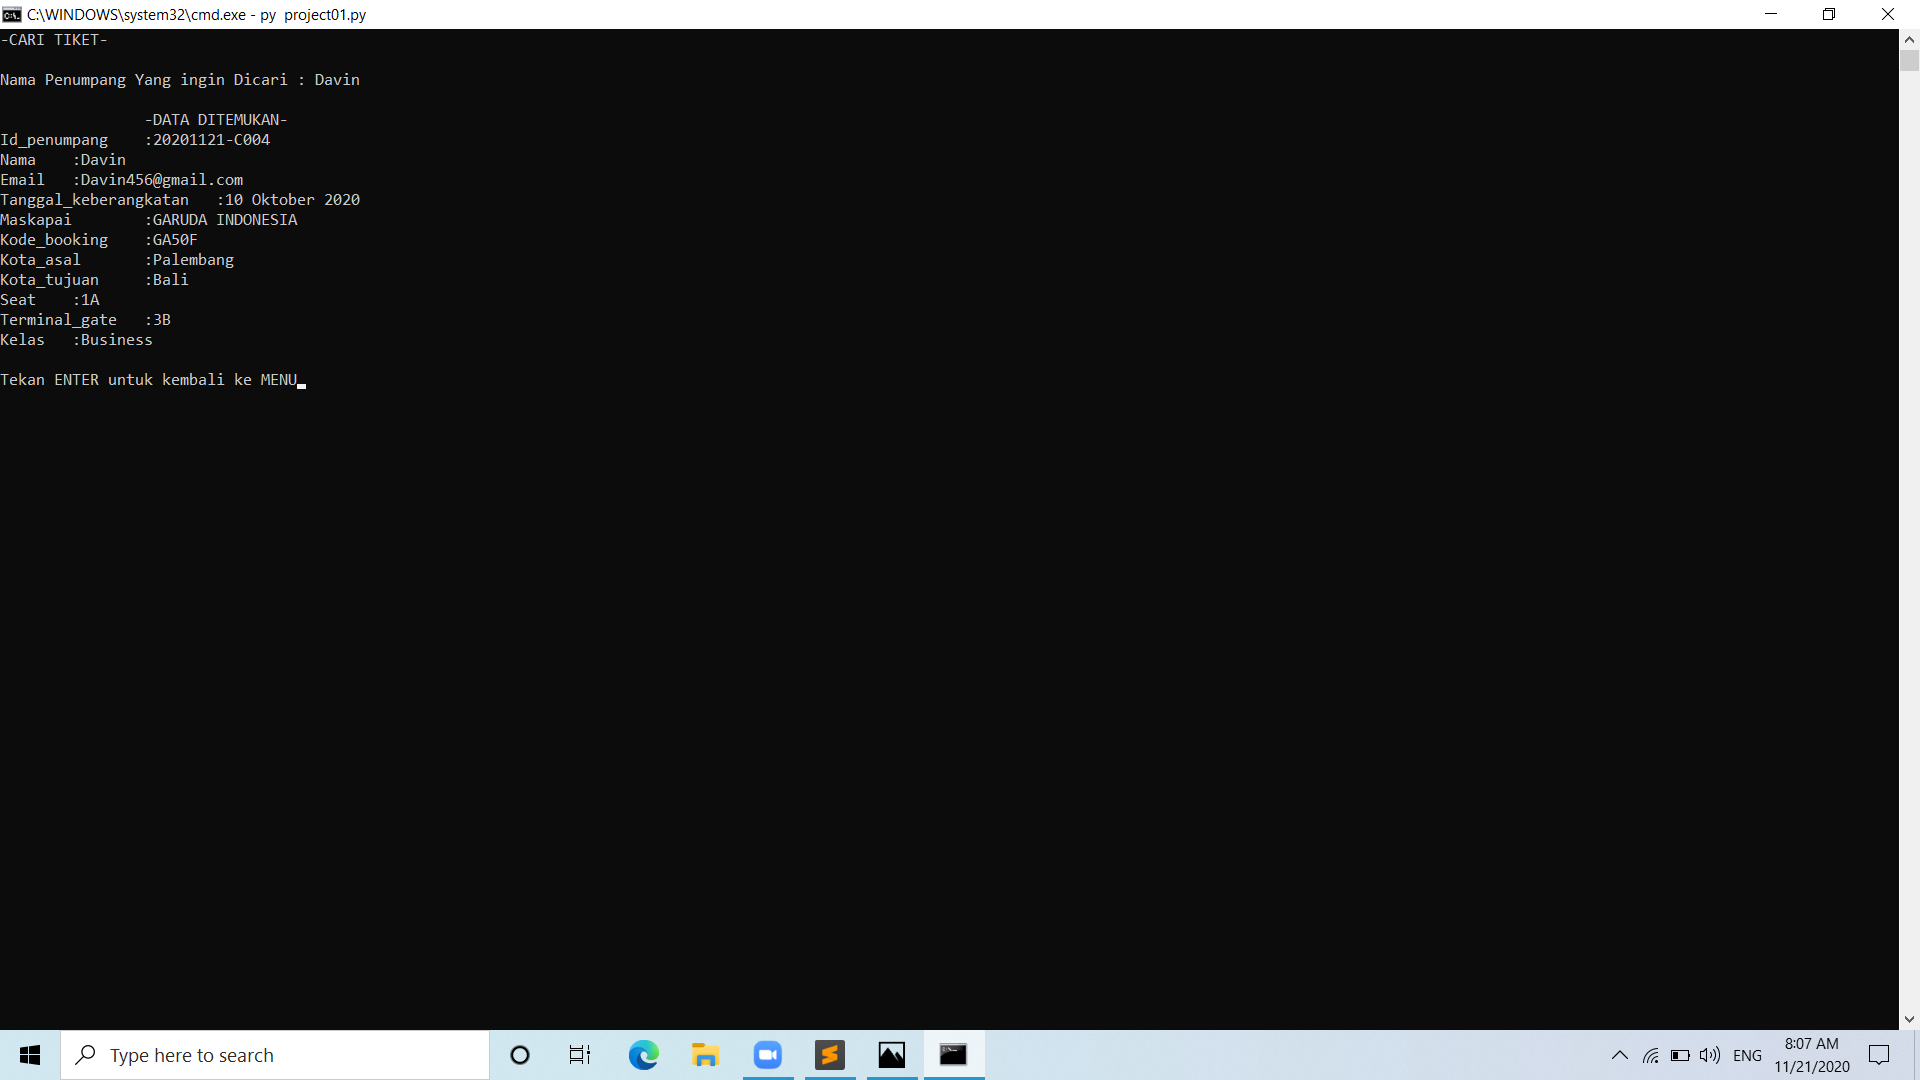 C:\WINDOWS\system32\cmd.exe - py  project01.py
-CARI TIKET-
Nama Penumpang Yang ingin Dicari : Davin
-DATA DITEMUKAN-
Id_penumpang    :20201121-C004
Nama    :Davin
Email   :Davin456@gmail.com
Tanggal_keberangkatan   :10 Oktober 2020
Maskapai        :GARUDA INDONESIA
Kode_booking    :GA50F
Kota_asal       :Palembang
Kota_tujuan     :Bali
Seat    :1A
Terminal_gate   :3B
Kelas   :Business
Tekan ENTER untuk kembali ke MENU
Type here to search
ENG
8:07 AM
11/21/2020